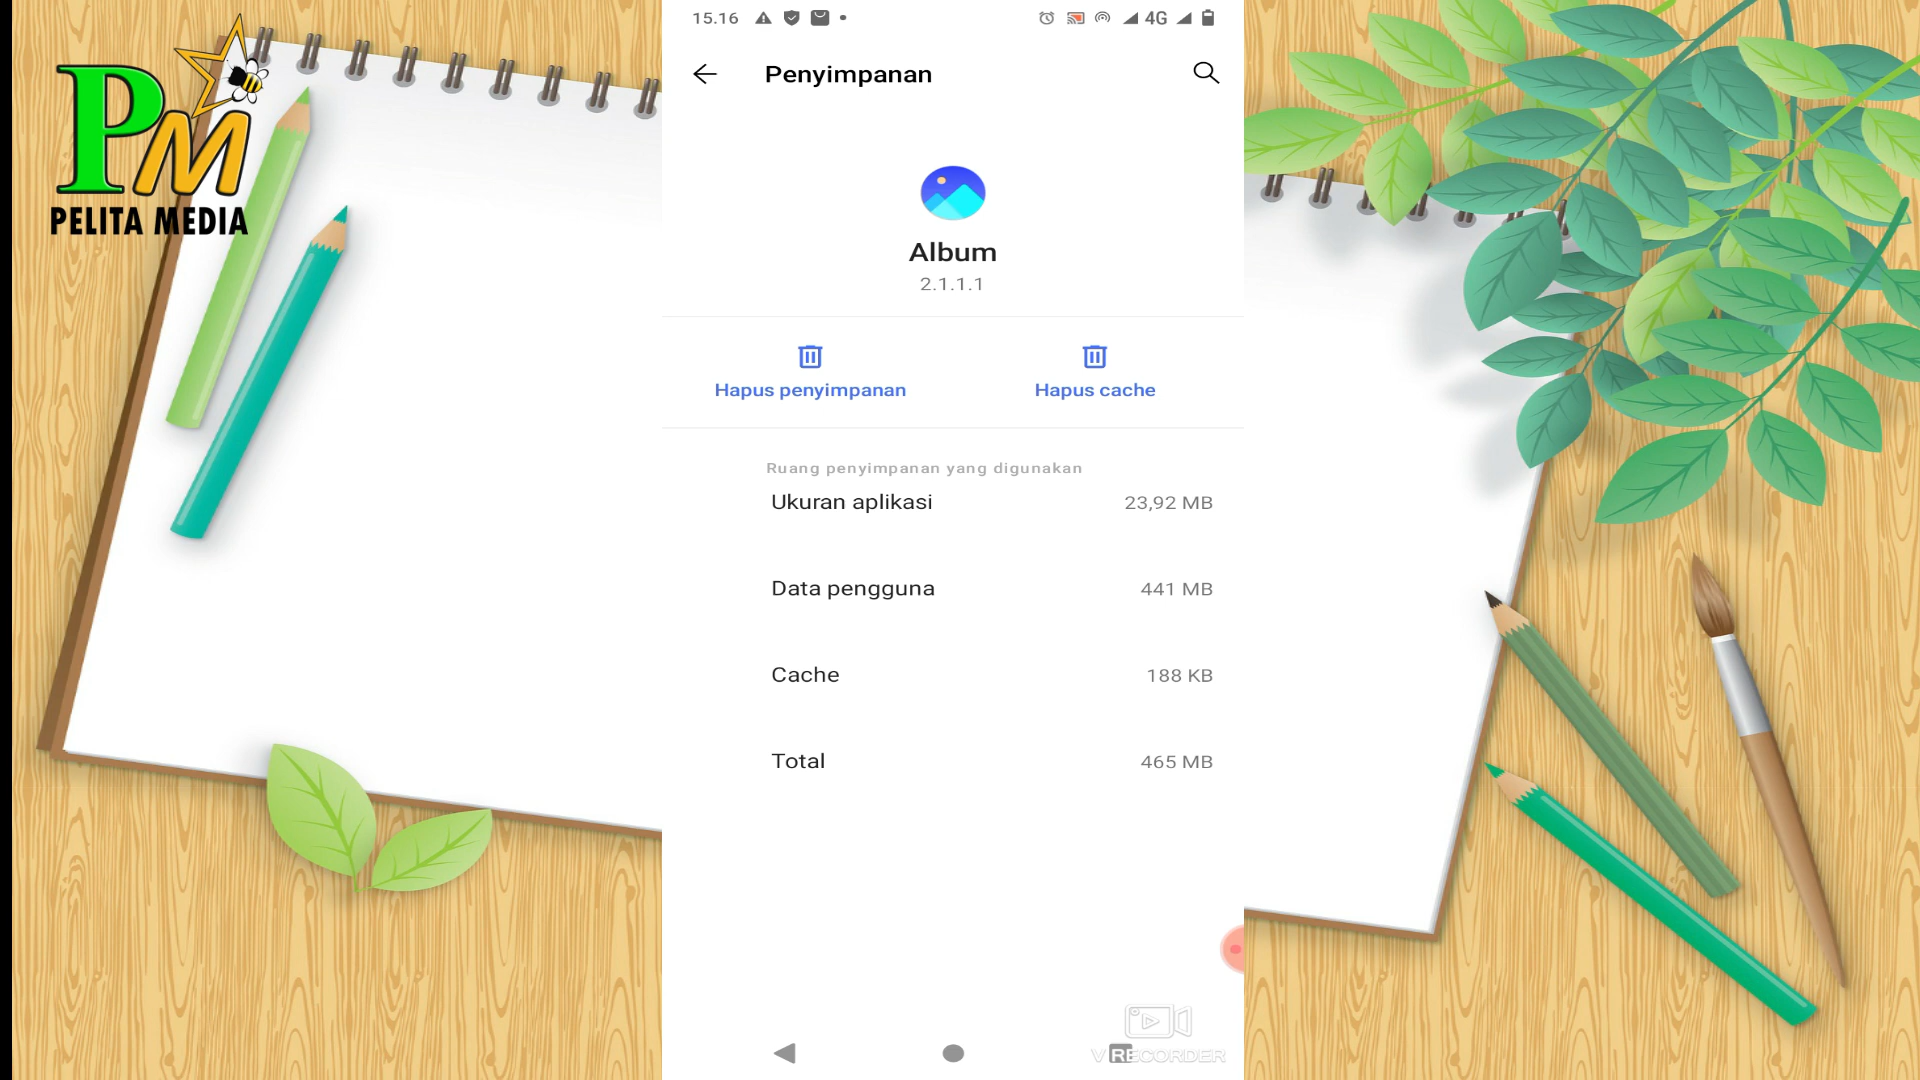 PM
PELITA MEDIA
15.16
4G
Penyimpanan
Album
2.1.1.1
Hapus penyimpanan
Hapus cache
Ruang penyimpanan yang digunakan
Ukuran aplikasi 23,92 MB
Data pengguna 441 MB
Cache 188 KB
Total 465 MB
VRECORDER